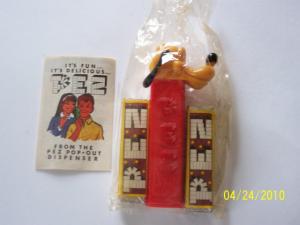 IT'S FUN...
IT'S DELICIOUS...
PEZ
FROM THE
PEZ POP-OUT
DISPENSER
PEZ
PEZ
PEZ
04/24/2010